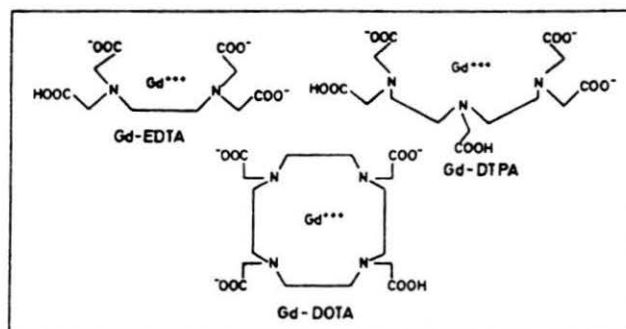 ⁻OOC COO⁻
HOOC N Gd⁺⁺⁺ N COO⁻
Gd-EDTA
⁻OOC COO⁻
HOOC N Gd⁺⁺⁺ N COO⁻
N
COOH
Gd-DTPA
⁻OOC N N COO⁻
Gd⁺⁺⁺
⁻OOC N N COOH
Gd-DOTA